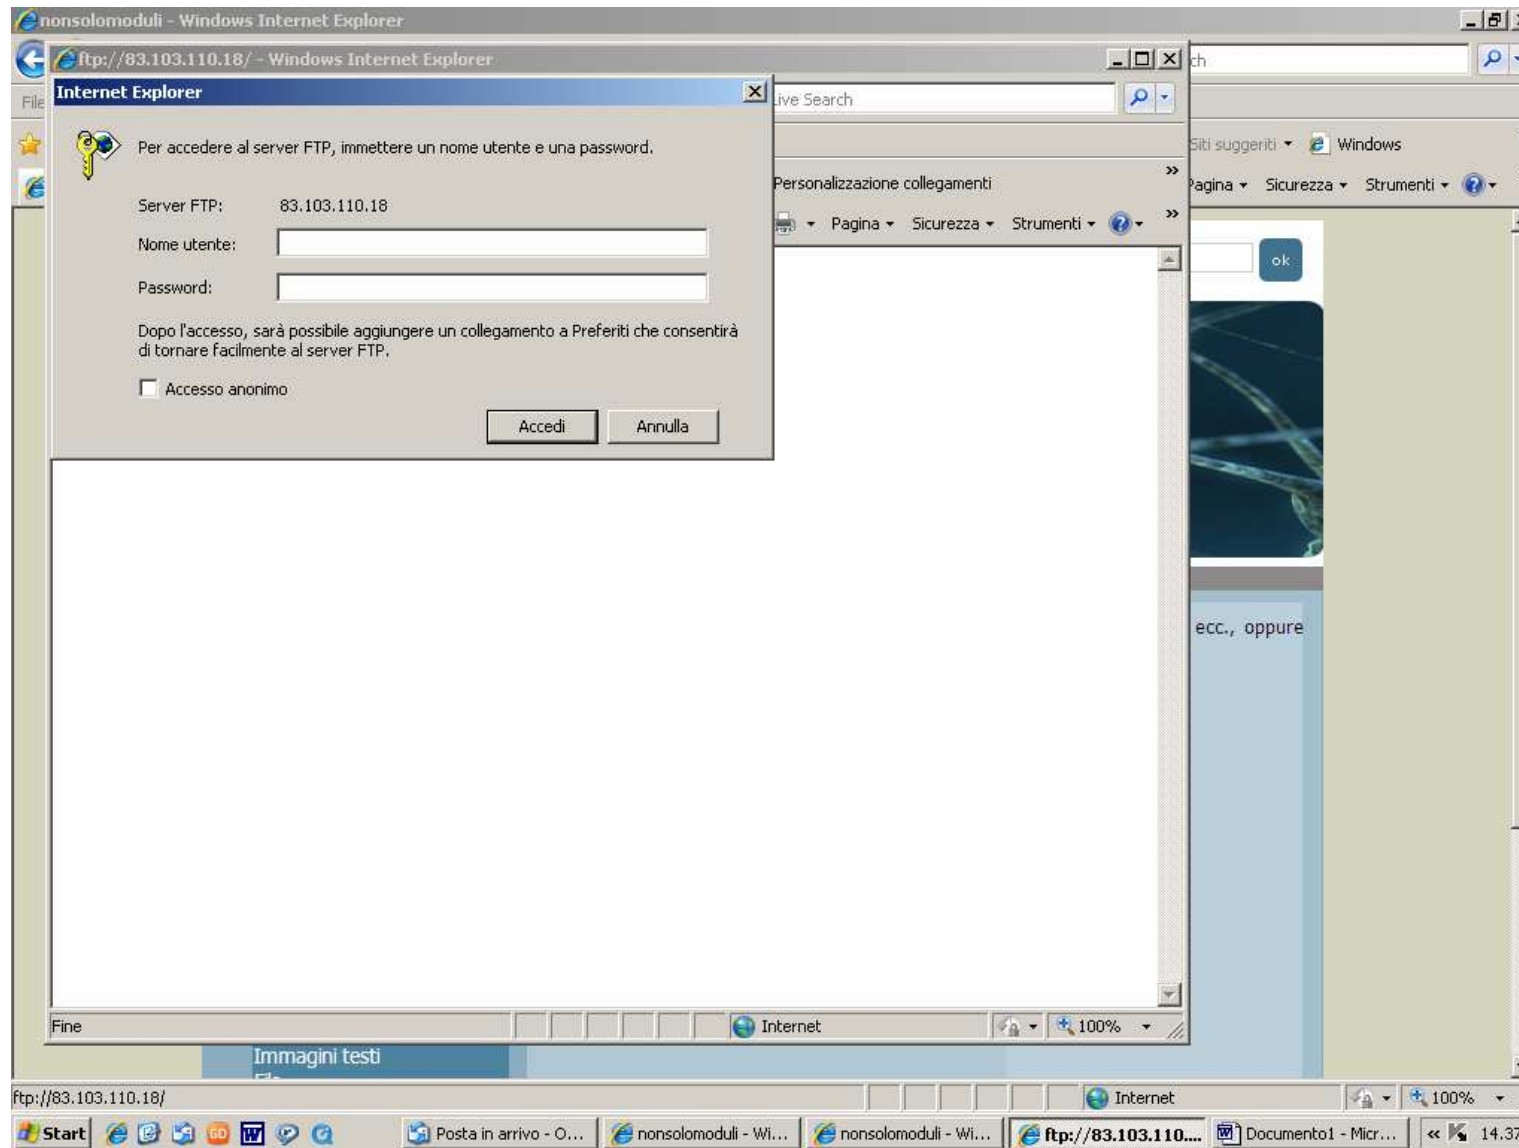 nonsolomoduli - Windows Internet Explorer
ftp://83.103.110.18/ - Windows Internet Explorer
ch
File
Internet Explorer
Live Search
Per accedere al server FTP, immettere un nome utente e una password.
Siti suggeriti
Windows
Personalizzazione collegamenti
»
Pagina
Sicurezza
Strumenti
Server FTP: 83.103.110.18
Pagina
Sicurezza
Strumenti
»
Nome utente:
ok
Password:
Dopo l'accesso, sarà possibile aggiungere un collegamento a Preferiti che consentirà
di tornare facilmente al server FTP.
Accesso anonimo
Accedi
Annulla
ecc., oppure
Fine
Internet
100%
Immagini testi
ftp://83.103.110.18/
Internet
100%
Start
GO
W
Posta in arrivo - O...
nonsolomoduli - Wi...
nonsolomoduli - Wi...
ftp://83.103.110....
Documento1 - Micr...
«
K
14.37